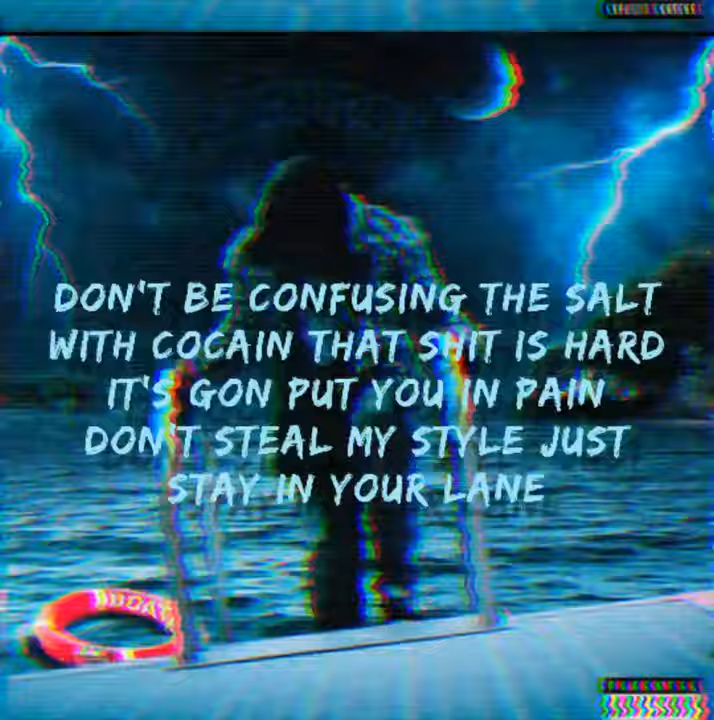 DON'T BE CONFUSING THE SALT
WITH COCAIN THAT SHIT IS HARD
IT'S GON PUT YOU IN PAIN
DON'T STEAL MY STYLE JUST
STAY IN YOUR LANE